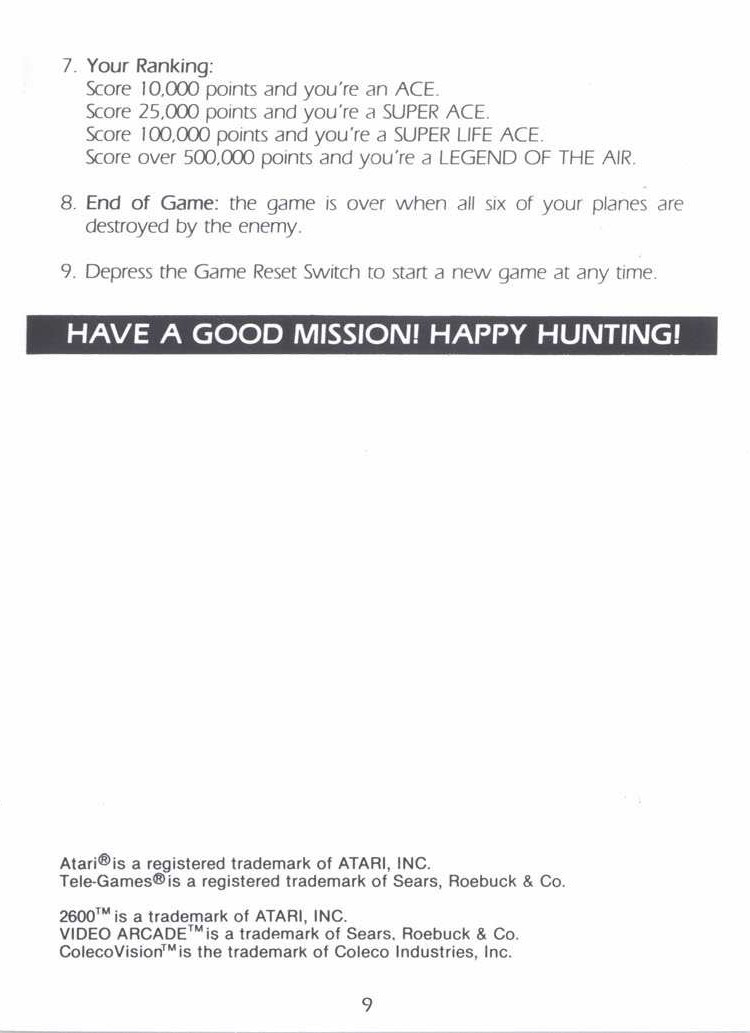 7. Your Ranking:
Score 10,000 points and you're an ACE.
Score 25,000 points and you're a SUPER ACE.
Score 100,000 points and you're a SUPER LIFE ACE.
Score over 500,000 points and you're a LEGEND OF THE AIR.
8. End of Game: the game is over when all six of your planes are
destroyed by the enemy.
9. Depress the Game Reset Switch to start a new game at any time.
HAVE A GOOD MISSION! HAPPY HUNTING!
Atari® is a registered trademark of ATARI, INC.
Tele-Games® is a registered trademark of Sears, Roebuck & Co.
2600™ is a trademark of ATARI, INC.
VIDEO ARCADE™ is a trademark of Sears, Roebuck & Co.
ColecoVision™ is the trademark of Coleco Industries, Inc.
9